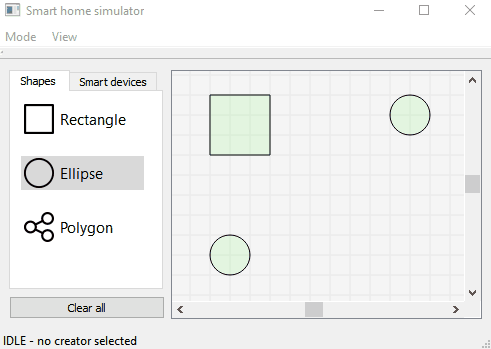 Smart home simulator
Mode View
Shapes Smart devices
Rectangle
Ellipse
Polygon
Clear all
IDLE - no creator selected